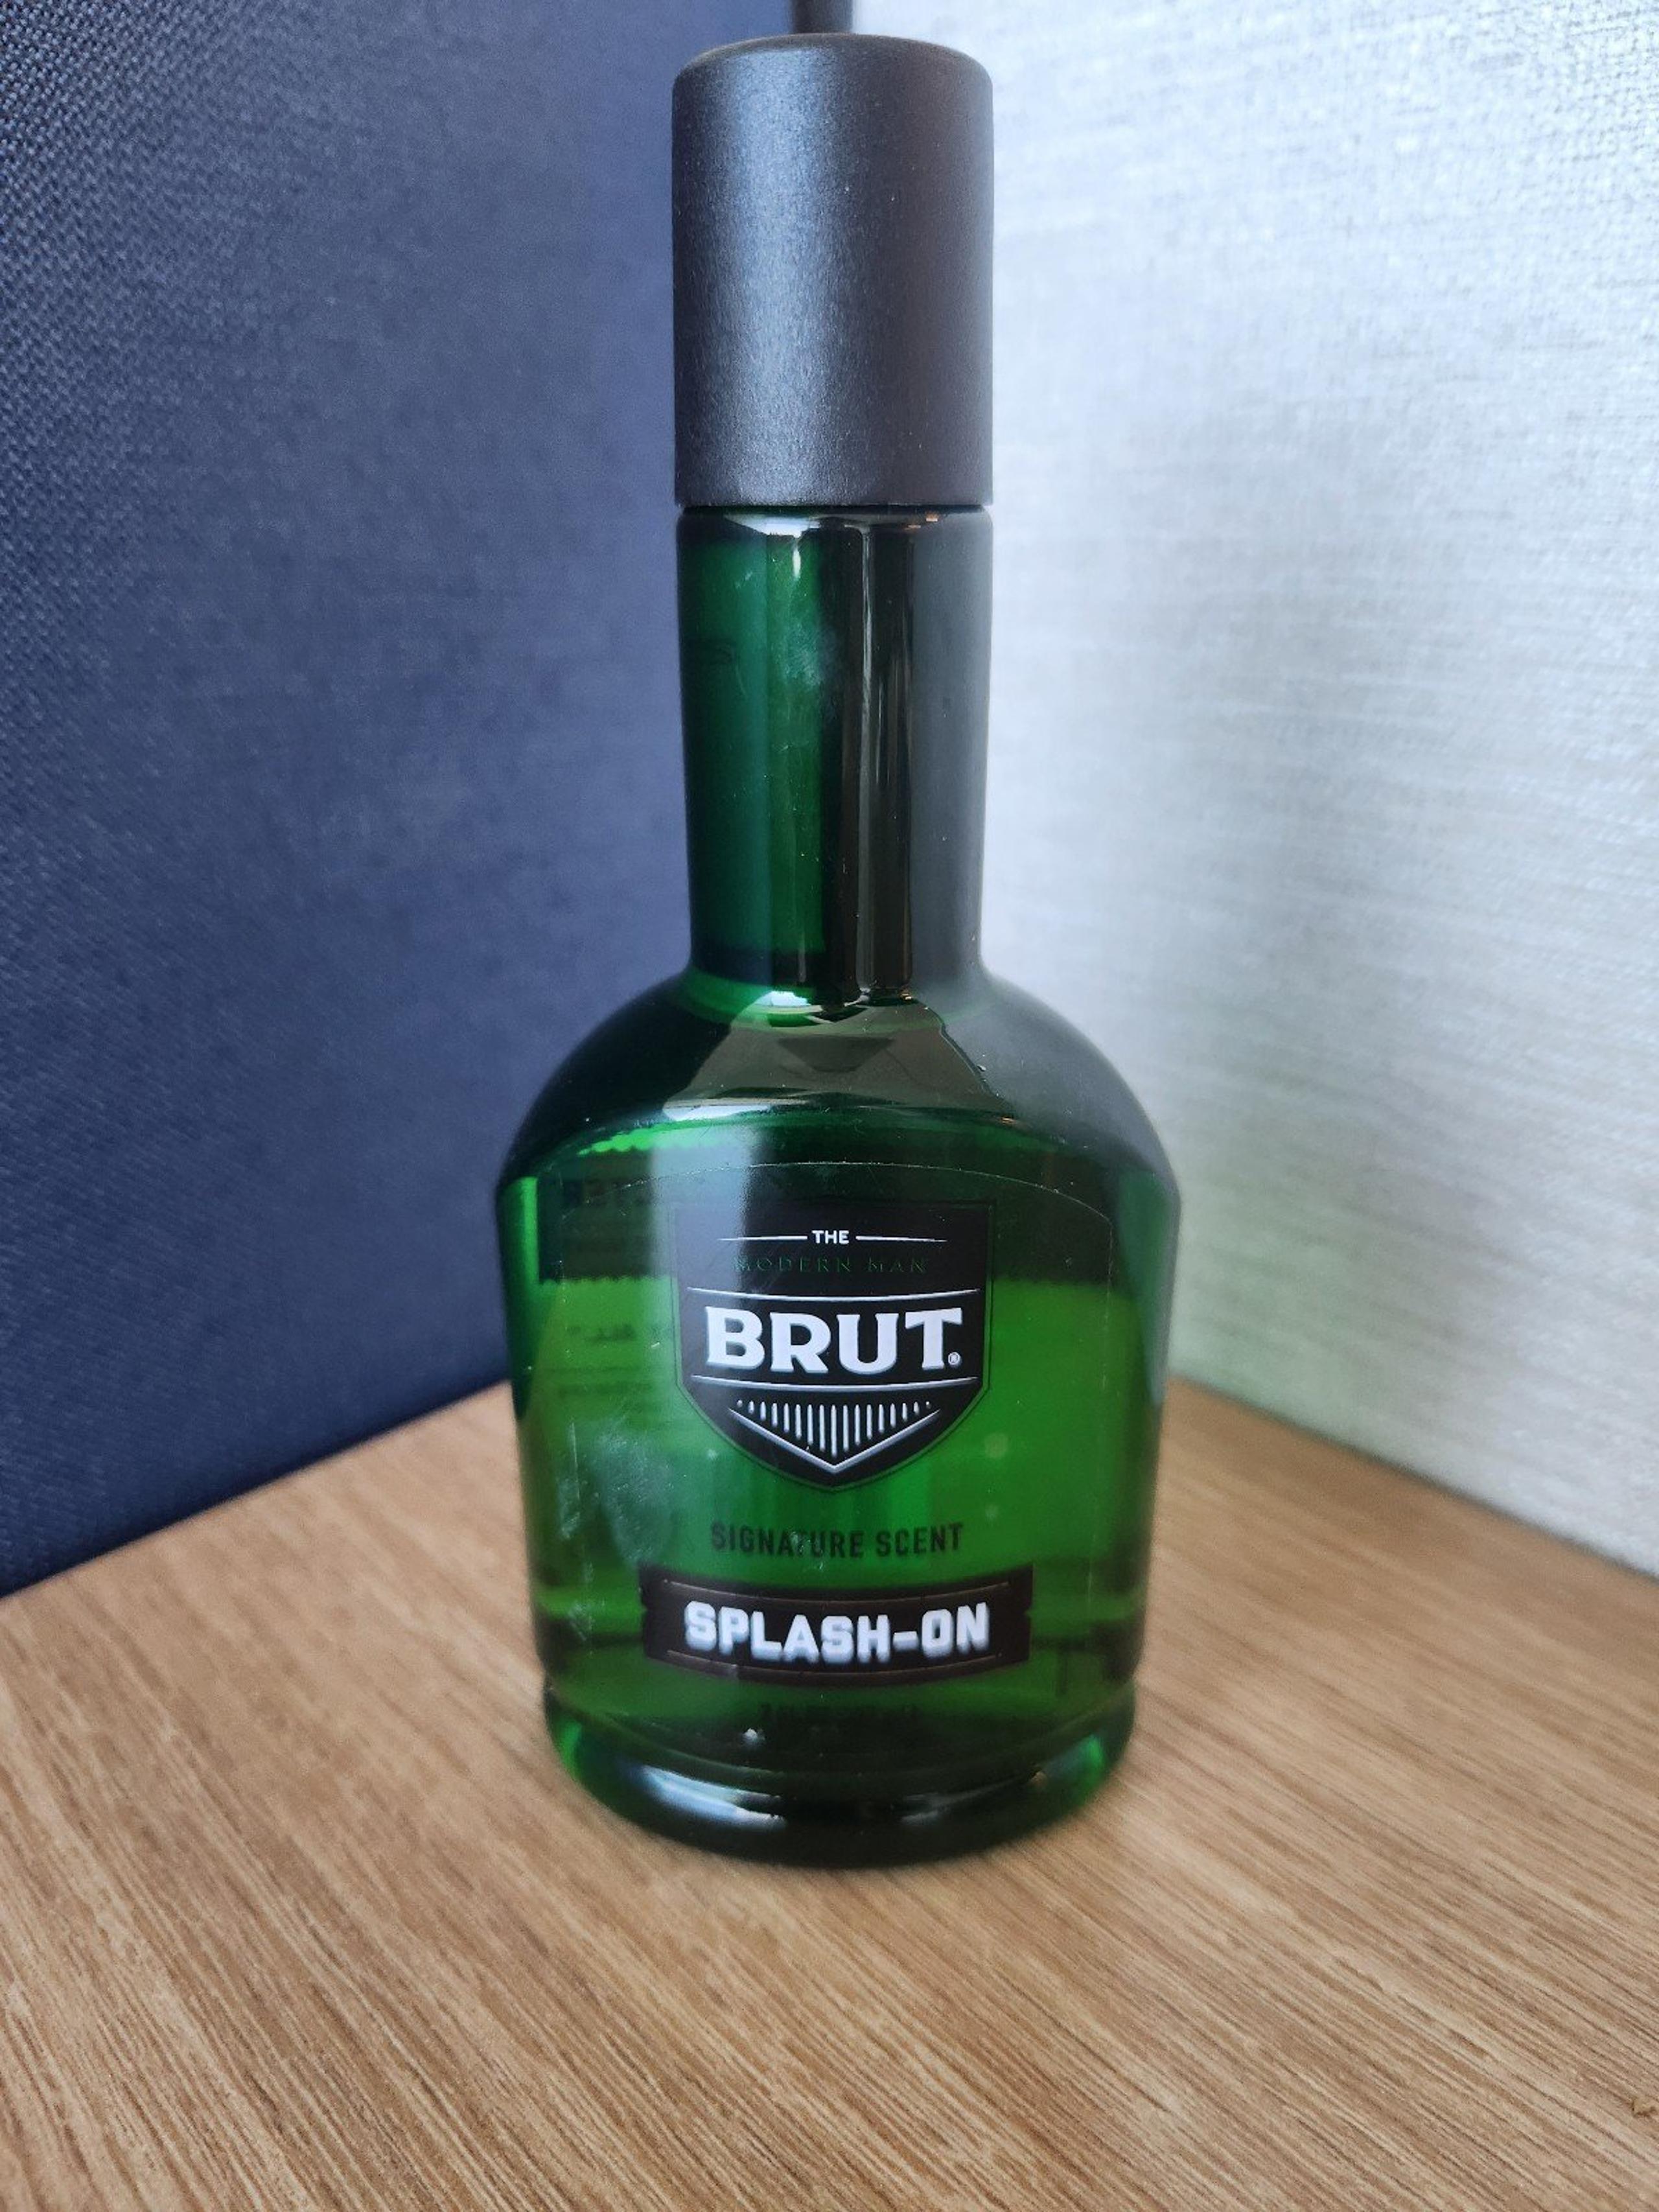 THE
MODERN MAN
BRUT®
SIGNATURE SCENT
SPLASH-ON